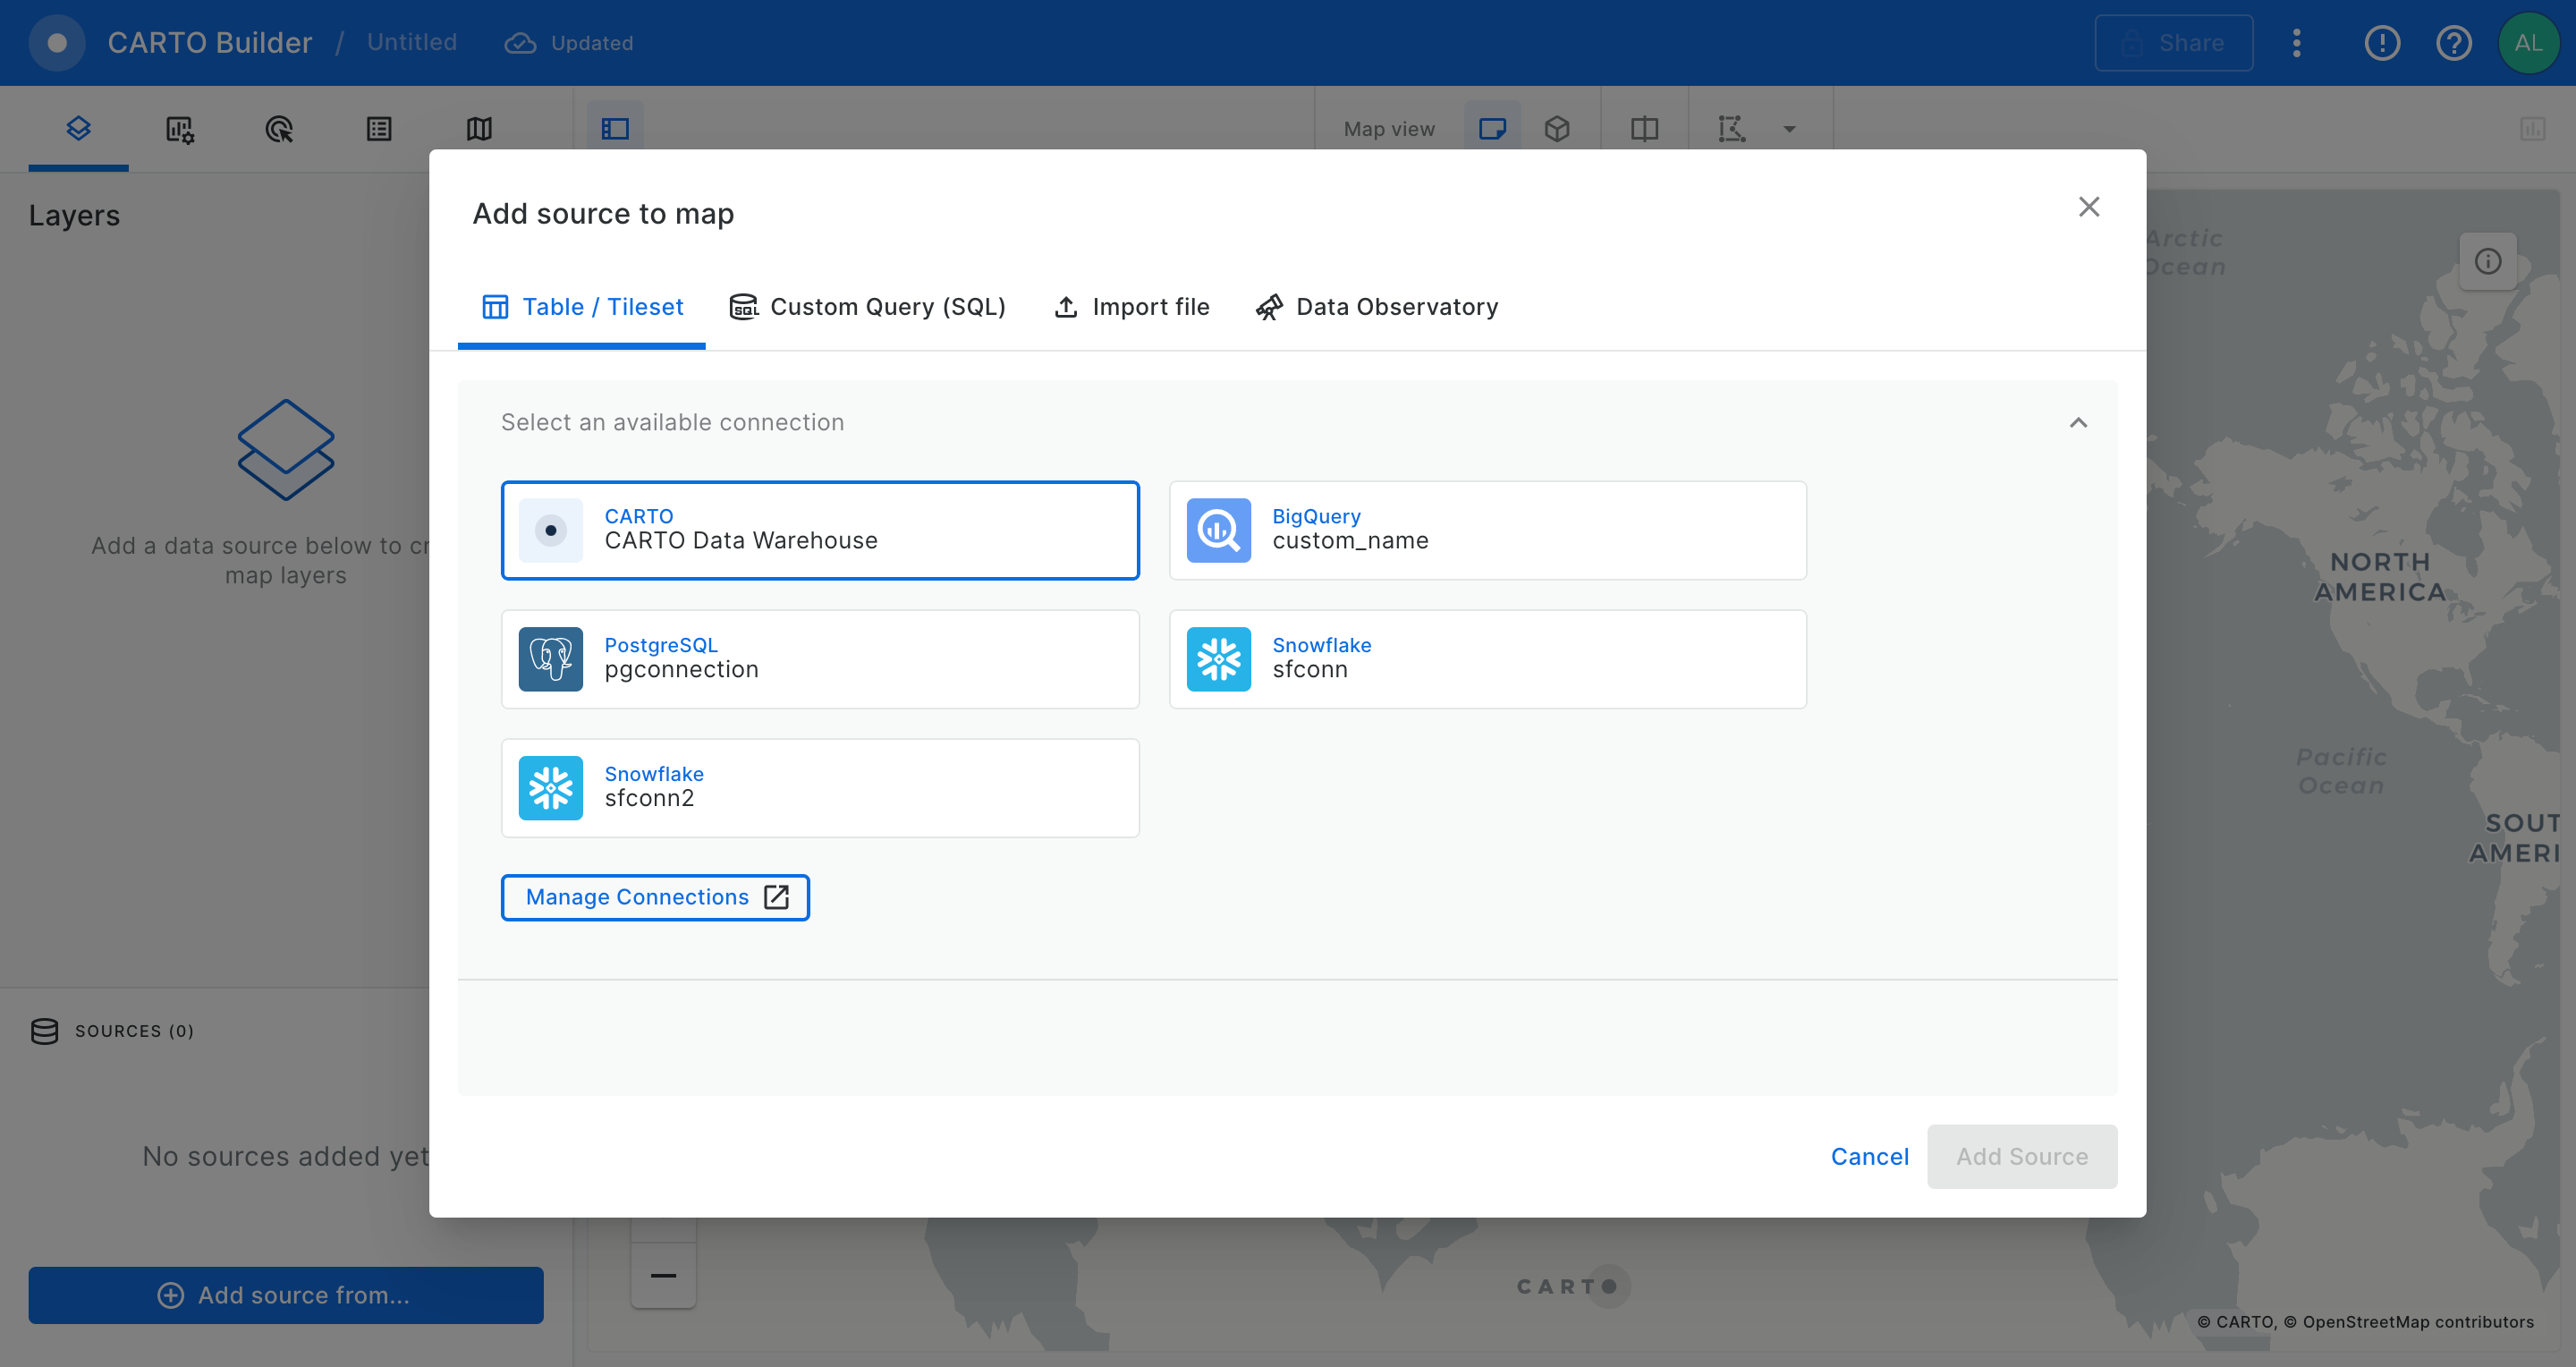 CARTO Builder / Untitled Updated Share AL
Map view
Layers
Add a data source below to cr
map layers
SOURCES (0)
No sources added yet
Add source from...
Add source to map
Table / Tileset Custom Query (SQL) Import file Data Observatory
Select an available connection
CARTO
CARTO Data Warehouse
BigQuery
custom_name
PostgreSQL
pgconnection
Snowflake
sfconn
Snowflake
sfconn2
Manage Connections
Cancel Add Source
Arctic
Ocean
NORTH
AMERICA
Pacific
Ocean
SOUT
AMERI
CARTO
© CARTO, © OpenStreetMap contributors